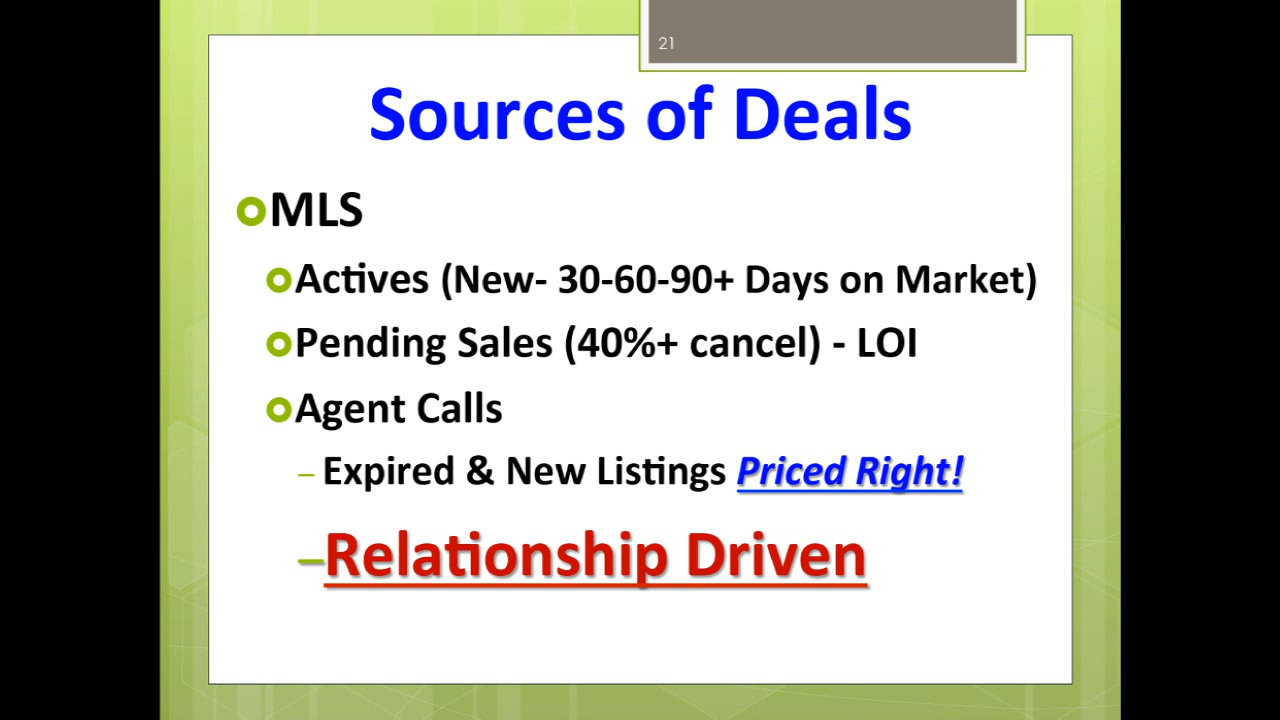 21
Sources of Deals
MLS
Actives (New- 30-60-90+ Days on Market)
Pending Sales (40%+ cancel) - LOI
Agent Calls
– Expired & New Listings Priced Right!
–Relationship Driven